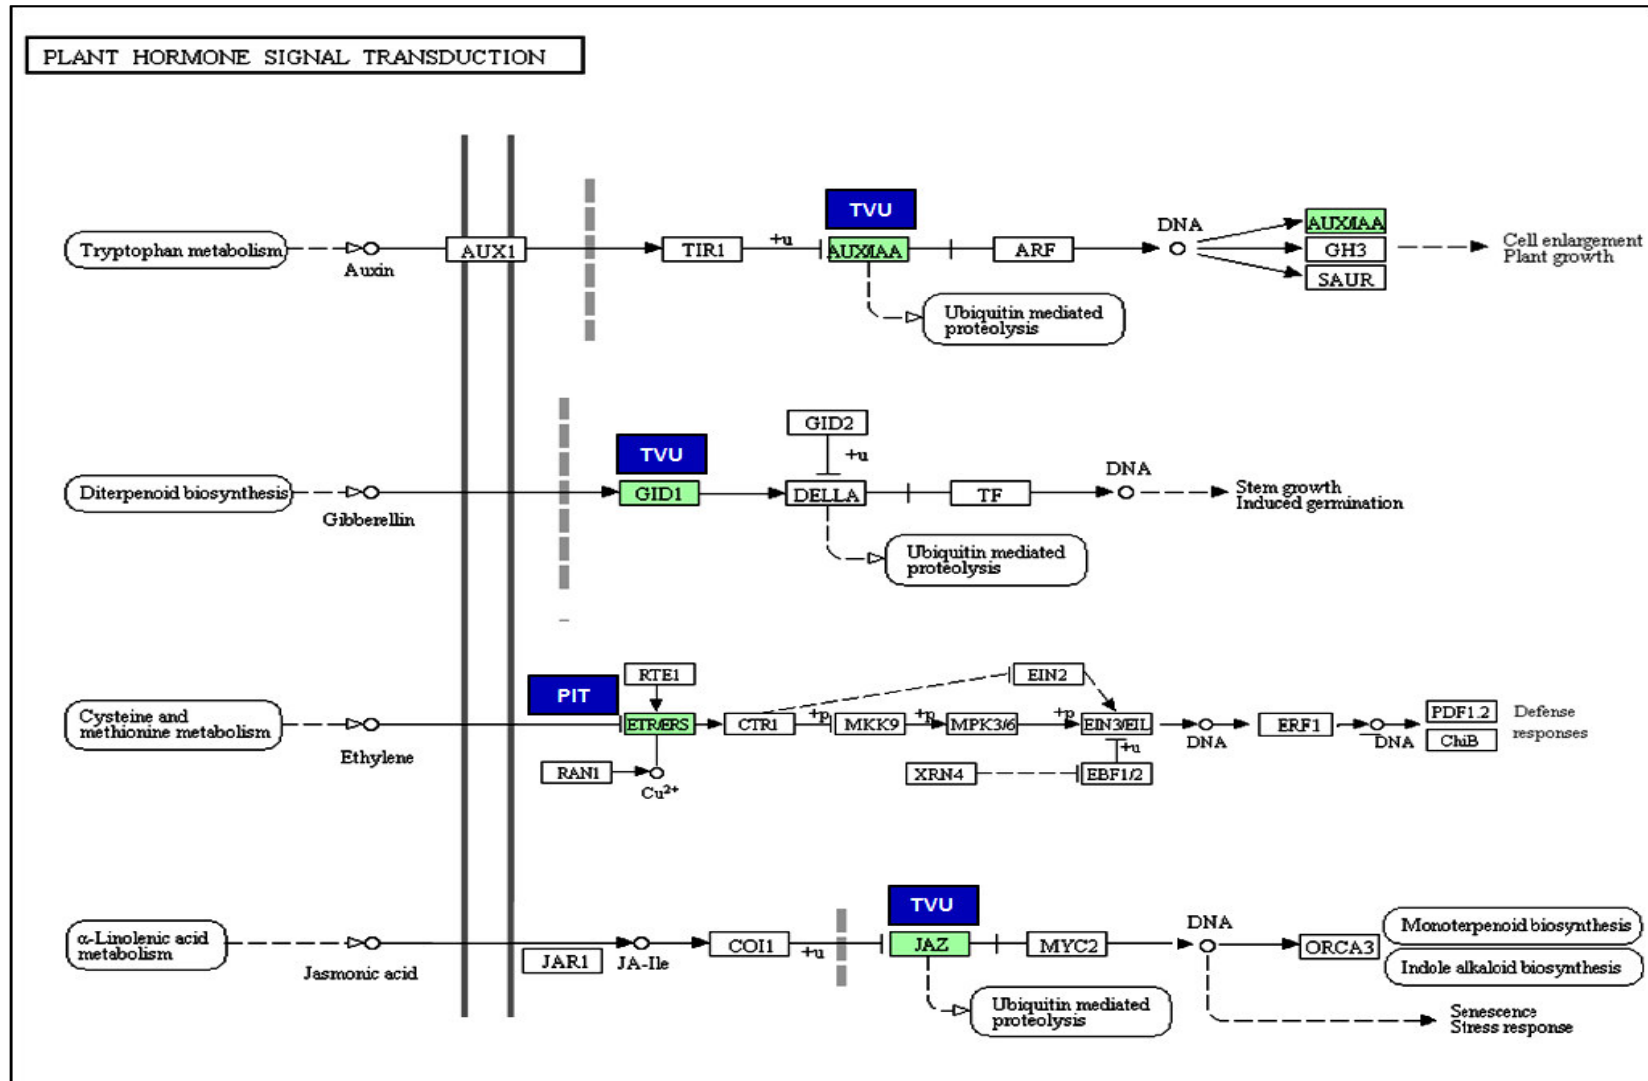 PLANT HORMONE SIGNAL TRANSDUCTION
TVU
Tryptophan metabolism
Auxin
AUX1
TIR1
+u
AUX/IAA
ARF
DNA
AUX/IAA
GH3
SAUR
Cell enlargement
Plant growth
Ubiquitin mediated
proteolysis
TVU
GID2
+u
Diterpenoid biosynthesis
Gibberellin
GID1
DELLA
TF
DNA
Stem growth
Induced germination
Ubiquitin mediated
proteolysis
PIT
RTE1
EIN2
Cysteine and
methionine metabolism
Ethylene
ETR/ERS
CTR1
+p
MKK9
+p
MPK3/6
+p
EIN3/EIL
DNA
ERF1
DNA
PDF1.2
ChiB
Defense
responses
+u
RAN1
Cu2+
XRN4
EBF1/2
TVU
α-Linolenic acid
metabolism
Jasmonic acid
JAR1
JA-Ile
COI1
+u
JAZ
MYC2
DNA
ORCA3
Monoterpenoid biosynthesis
Indole alkaloid biosynthesis
Ubiquitin mediated
proteolysis
Senescence
Stress response